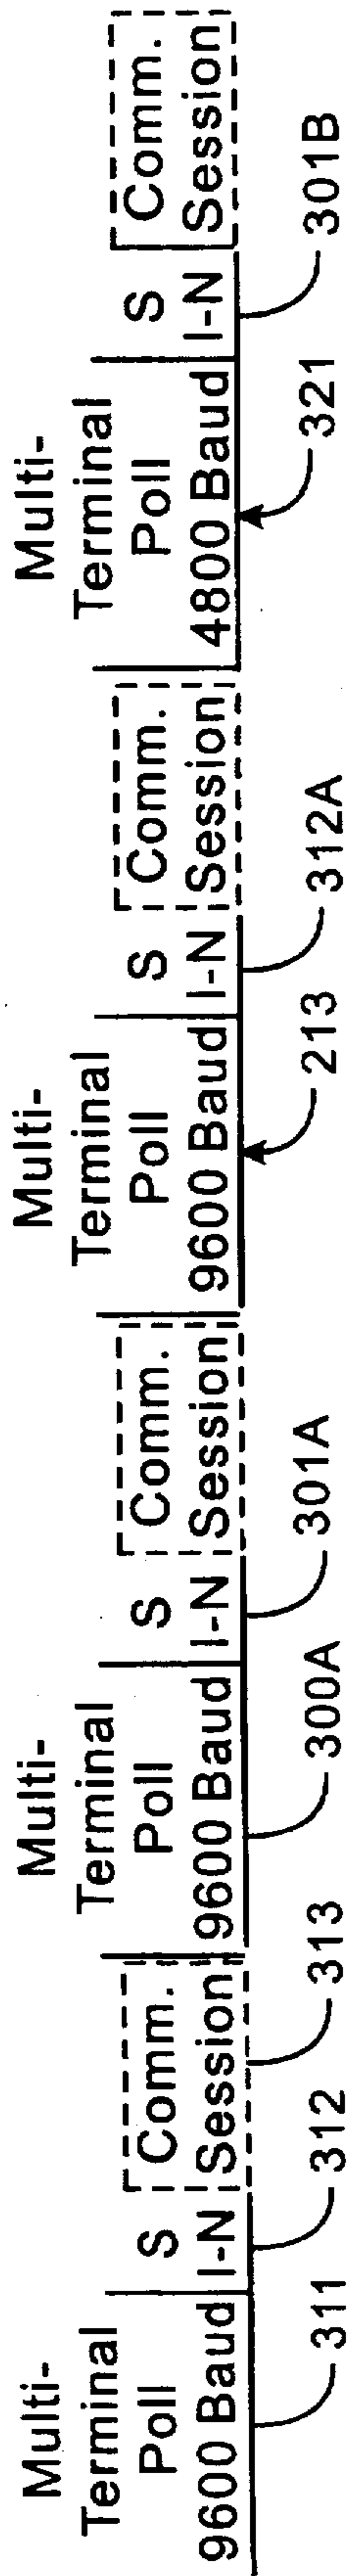 Multi-
Terminal
Poll
9600 Baud
S
I-N
Comm.
Session
311
312
313
Multi-
Terminal
Poll
9600 Baud
S
I-N
Comm.
Session
300A
301A
Multi-
Terminal
Poll
9600 Baud
S
I-N
Comm.
Session
213
312A
Multi-
Terminal
Poll
4800 Baud
S
I-N
Comm.
Session
321
301B